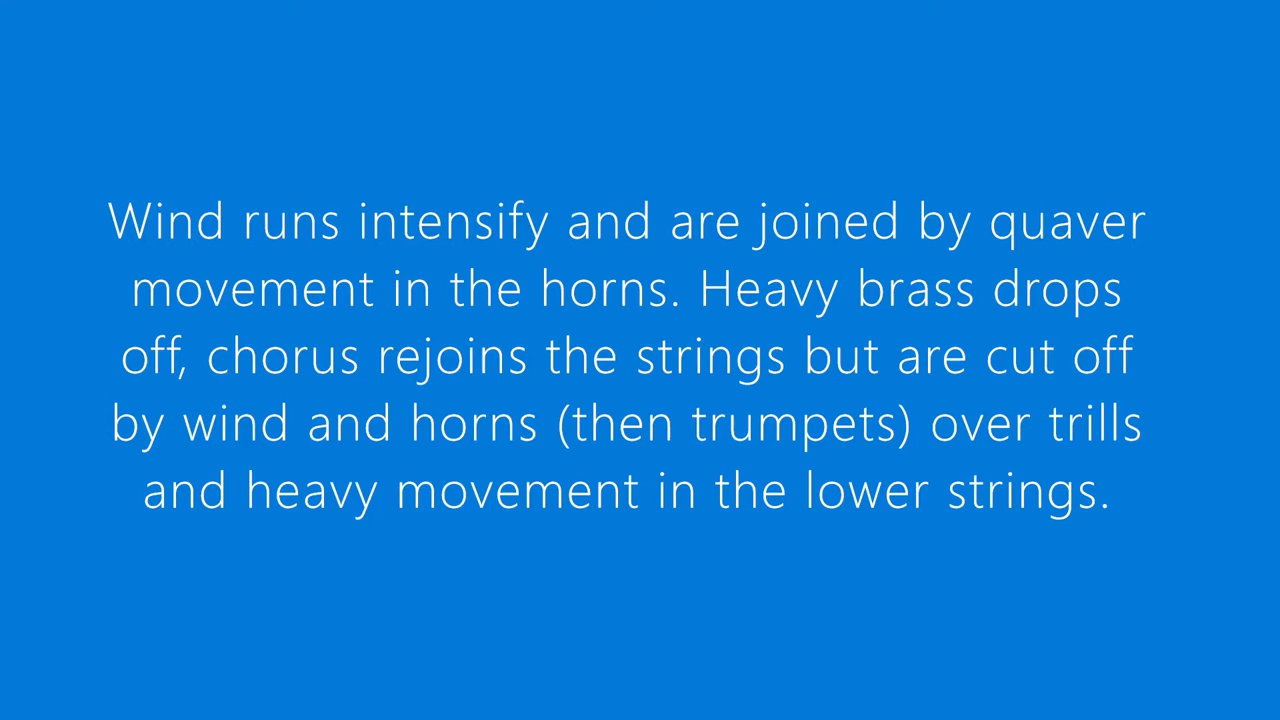 Wind runs intensify and are joined by quaver
movement in the horns. Heavy brass drops
off, chorus rejoins the strings but are cut off
by wind and horns (then trumpets) over trills
and heavy movement in the lower strings.